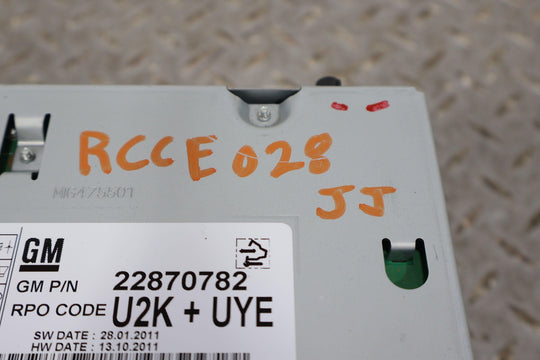 RCCE028
JJ
MIG4755501
GM
GM P/N 22870782
RPO CODE U2K + UYE
SW DATE : 28.01.2011
HW DATE : 13.10.2011